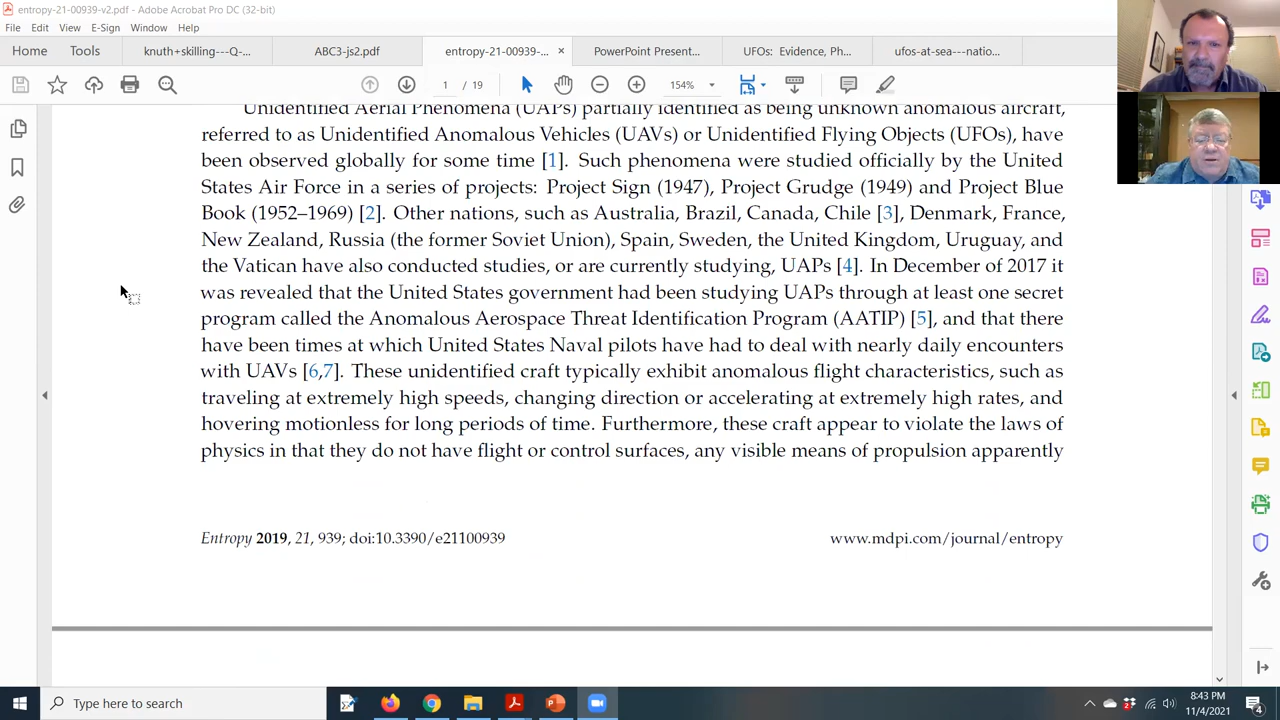 entropy-21-00939-v2.pdf - Adobe Acrobat Pro DC (32-bit)
File Edit View E-Sign Window Help
Home Tools knuth+skilling---Q-... ABC3-js2.pdf entropy-21-00939-... × PowerPoint Present... UFOs: Evidence, Ph... ufos-at-sea---natio...
1 / 19 154%
Unidentified Aerial Phenomena (UAPs) partially identified as being unknown anomalous aircraft,
referred to as Unidentified Anomalous Vehicles (UAVs) or Unidentified Flying Objects (UFOs), have
been observed globally for some time [1]. Such phenomena were studied officially by the United
States Air Force in a series of projects: Project Sign (1947), Project Grudge (1949) and Project Blue
Book (1952–1969) [2]. Other nations, such as Australia, Brazil, Canada, Chile [3], Denmark, France,
New Zealand, Russia (the former Soviet Union), Spain, Sweden, the United Kingdom, Uruguay, and
the Vatican have also conducted studies, or are currently studying, UAPs [4]. In December of 2017 it
was revealed that the United States government had been studying UAPs through at least one secret
program called the Anomalous Aerospace Threat Identification Program (AATIP) [5], and that there
have been times at which United States Naval pilots have had to deal with nearly daily encounters
with UAVs [6,7]. These unidentified craft typically exhibit anomalous flight characteristics, such as
traveling at extremely high speeds, changing direction or accelerating at extremely high rates, and
hovering motionless for long periods of time. Furthermore, these craft appear to violate the laws of
physics in that they do not have flight or control surfaces, any visible means of propulsion apparently
Entropy 2019, 21, 939; doi:10.3390/e21100939 www.mdpi.com/journal/entropy
Type here to search
8:43 PM
11/4/2021
4